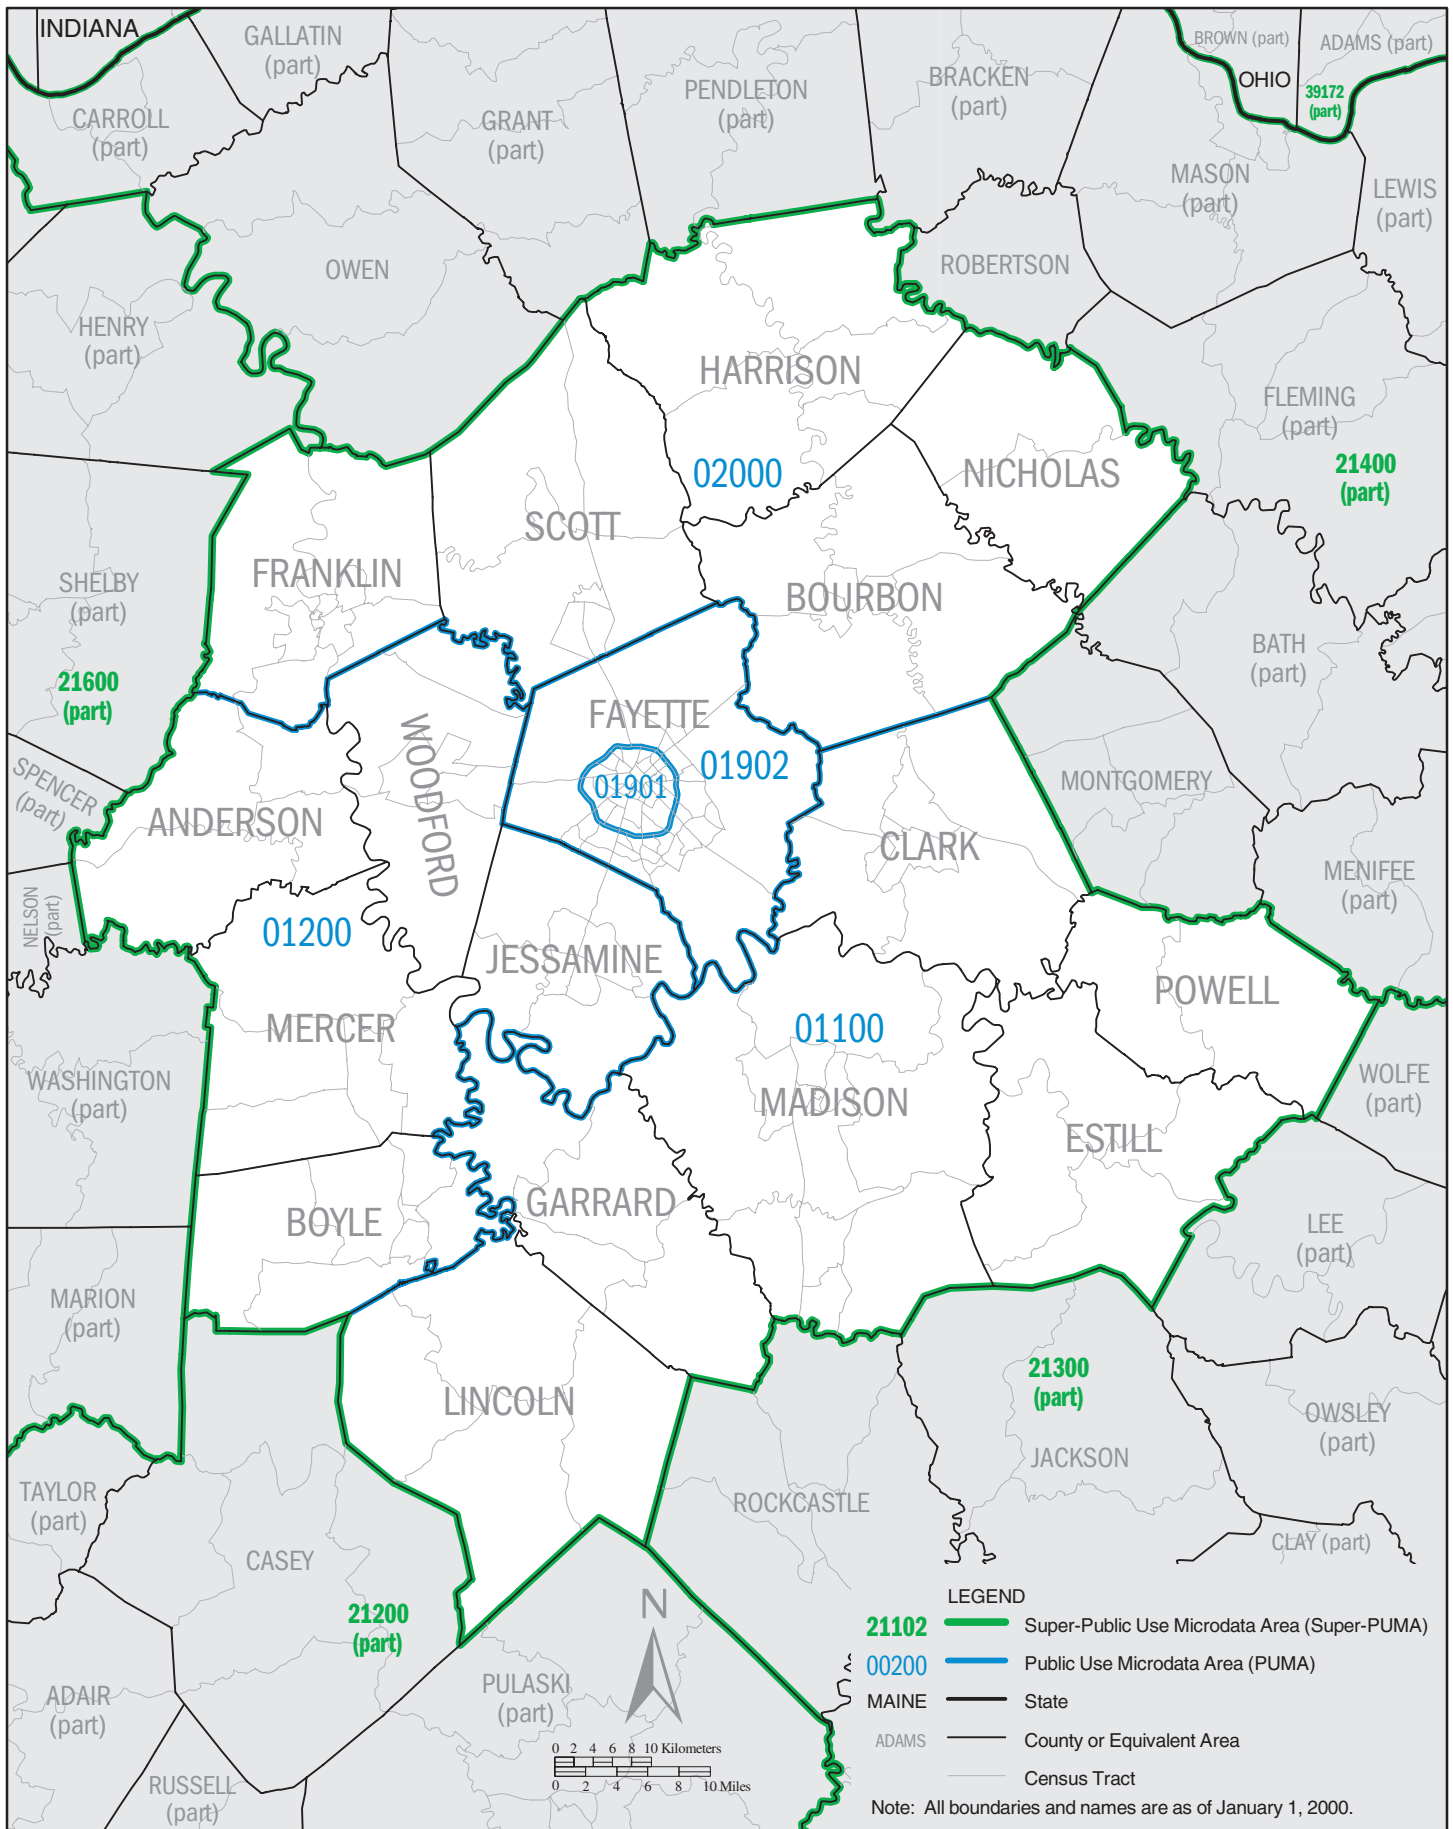 INDIANA
GALLATIN
(part)
CARROLL
(part)
GRANT
(part)
PENDLETON
(part)
BRACKEN
(part)
BROWN (part)
ADAMS (part)
OHIO
39172
(part)
MASON
(part)
LEWIS
(part)
OWEN
ROBERTSON
HENRY
(part)
HARRISON
FLEMING
(part)
02000
NICHOLAS
21400
(part)
SCOTT
FRANKLIN
SHELBY
(part)
BOURBON
BATH
(part)
21600
(part)
FAYETTE
WOODFORD
01902
01901
MONTGOMERY
SPENCER
(part)
ANDERSON
CLARK
MENIFEE
(part)
NELSON
(part)
01200
JESSAMINE
POWELL
MERCER
01100
WASHINGTON
(part)
MADISON
WOLFE
(part)
ESTILL
GARRARD
BOYLE
LEE
(part)
MARION
(part)
21300
(part)
LINCOLN
OWSLEY
(part)
JACKSON
TAYLOR
(part)
ROCKCASTLE
CLAY (part)
CASEY
21200
(part)
N
PULASKI
(part)
ADAIR
(part)
RUSSELL
(part)
0 2 4 6 8 10 Kilometers
0 2 4 6 8 10 Miles
LEGEND
21102 Super-Public Use Microdata Area (Super-PUMA)
00200 Public Use Microdata Area (PUMA)
MAINE State
ADAMS County or Equivalent Area
Census Tract
Note: All boundaries and names are as of January 1, 2000.